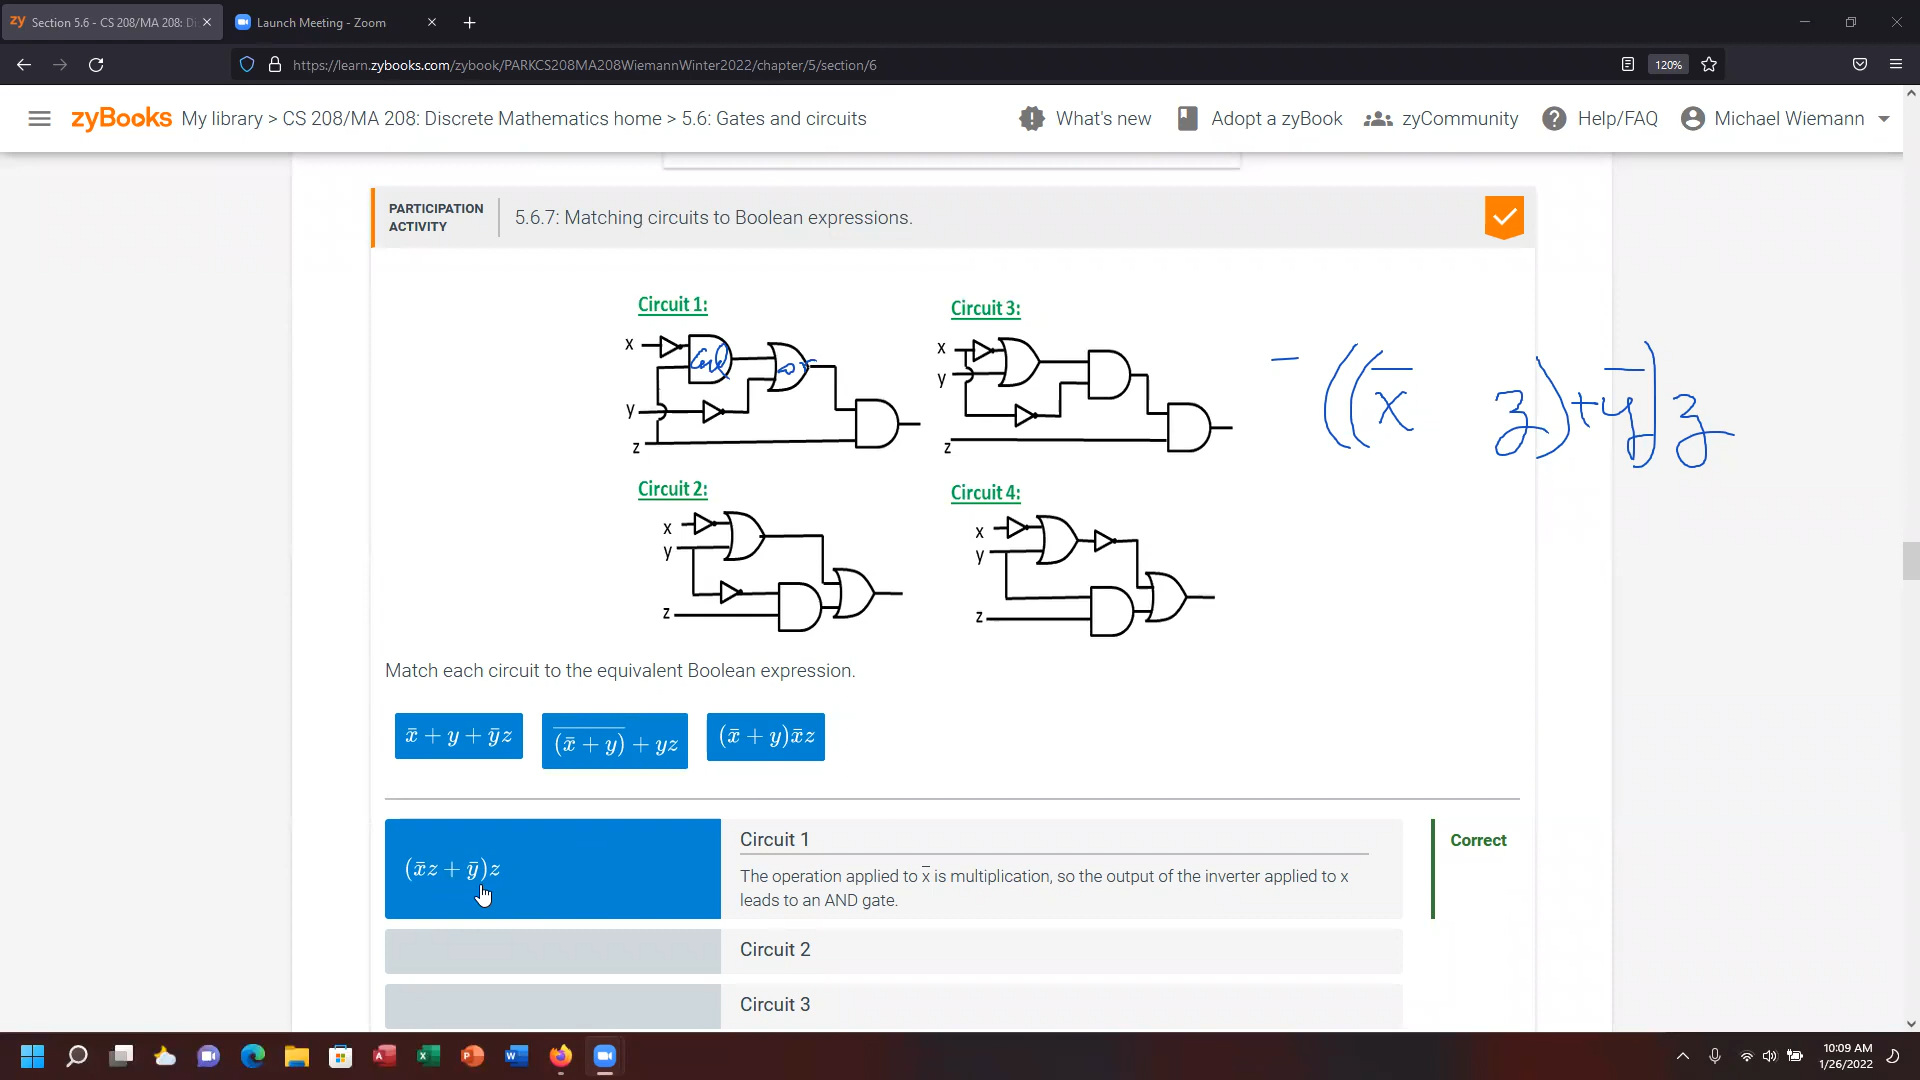 Section 5.6 - CS 208/MA 208: Di
Launch Meeting - Zoom
https://learn.zybooks.com/zybook/PARKCS208MA208WiemannWinter2022/chapter/5/section/6
120%
zyBooks My library > CS 208/MA 208: Discrete Mathematics home > 5.6: Gates and circuits
What's new
Adopt a zyBook
zyCommunity
Help/FAQ
Michael Wiemann
PARTICIPATION ACTIVITY
5.6.7: Matching circuits to Boolean expressions.
Circuit 1:
x
y
z
or
Circuit 3:
x
y
z
((x̅ z) + y̅) z
Circuit 2:
x
y
z
Circuit 4:
x
y
z
Match each circuit to the equivalent Boolean expression.
x̅ + y + y̅z
\overline{(x̅ + y)} + yz
(x̅ + y)x̅z
(x̅z + y̅)z
Circuit 1
The operation applied to x̅ is multiplication, so the output of the inverter applied to x
leads to an AND gate.
Correct
Circuit 2
Circuit 3
10:09 AM
1/26/2022